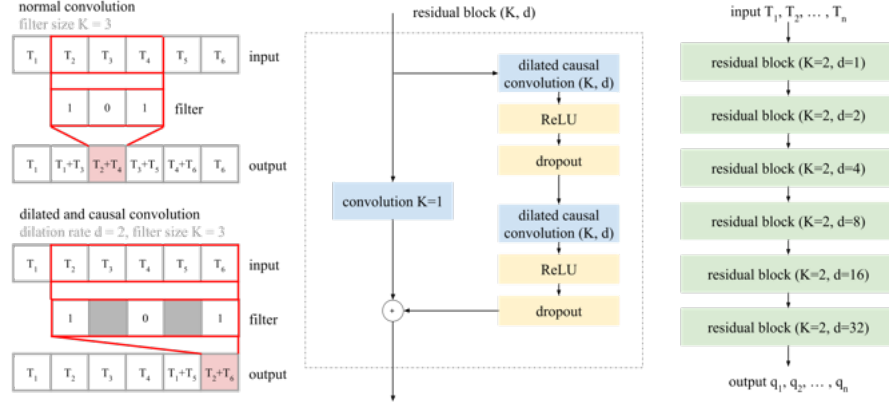 normal convolution
filter size K = 3
T1 T2 T3 T4 T5 T6 input
1 0 1 filter
T1 T1+T3 T2+T4 T3+T5 T4+T6 T6 output
dilated and causal convolution
dilation rate d = 2, filter size K = 3
T1 T2 T3 T4 T5 T6 input
1 0 1 filter
T1 T2 T3 T4 T1+T5 T2+T6 output
residual block (K, d)
dilated causal
convolution (K, d)
ReLU
dropout
convolution K=1
dilated causal
convolution (K, d)
ReLU
dropout
+
input T1, T2, … , Tn
residual block (K=2, d=1)
residual block (K=2, d=2)
residual block (K=2, d=4)
residual block (K=2, d=8)
residual block (K=2, d=16)
residual block (K=2, d=32)
output q1, q2, … , qn